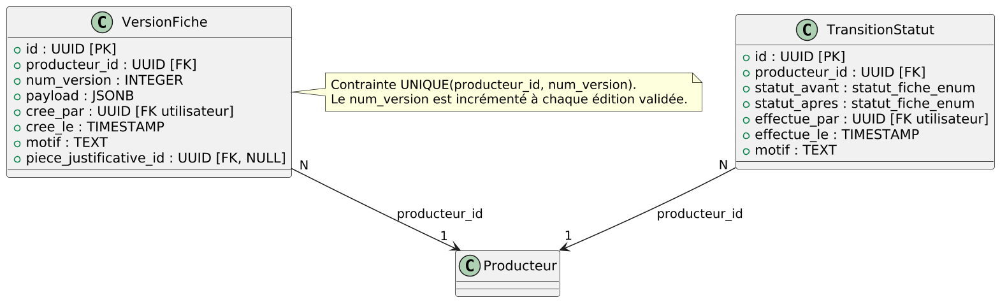 C VersionFiche
id : UUID [PK]
producteur_id : UUID [FK]
num_version : INTEGER
payload : JSONB
cree_par : UUID [FK utilisateur]
cree_le : TIMESTAMP
motif : TEXT
piece_justificative_id : UUID [FK, NULL]
Contrainte UNIQUE(producteur_id, num_version).
Le num_version est incrémenté à chaque édition validée.
C TransitionStatut
id : UUID [PK]
producteur_id : UUID [FK]
statut_avant : statut_fiche_enum
statut_apres : statut_fiche_enum
effectue_par : UUID [FK utilisateur]
effectue_le : TIMESTAMP
motif : TEXT
N
N
producteur_id
producteur_id
1
1
C Producteur